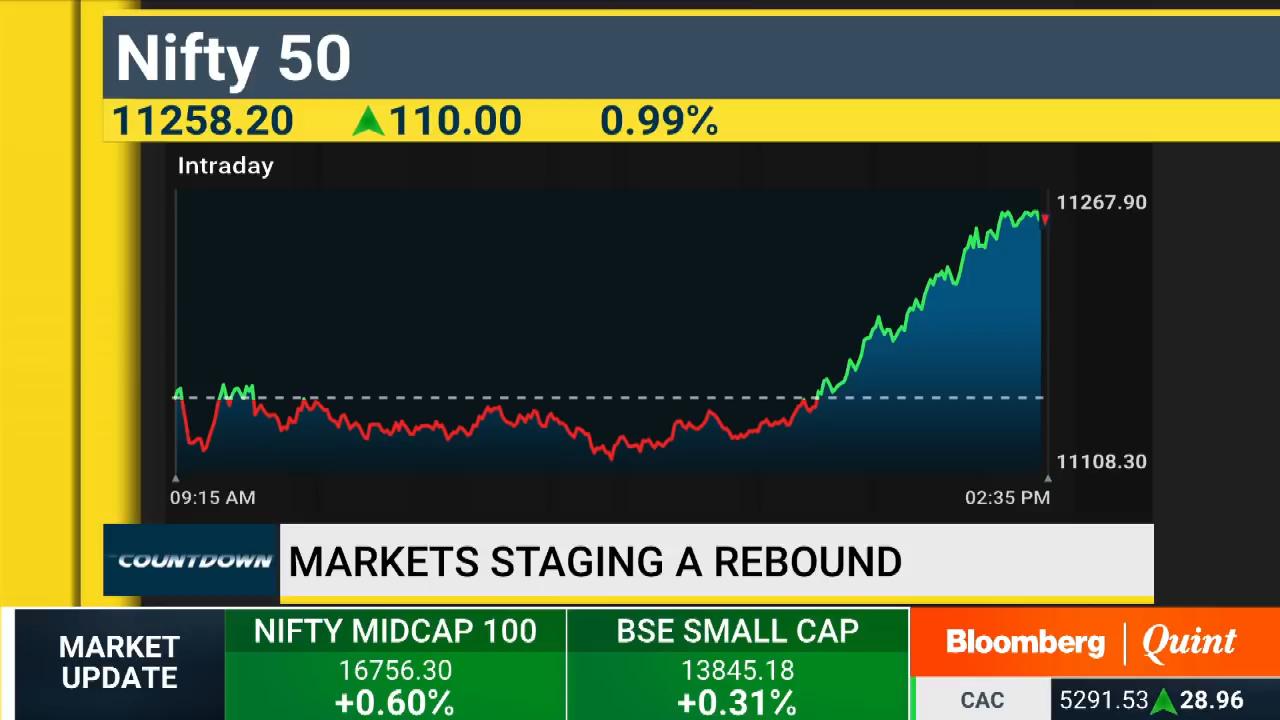 Nifty 50
11258.20 ▲110.00 0.99%
Intraday
11267.90
11108.30
09:15 AM 02:35 PM
COUNTDOWN MARKETS STAGING A REBOUND
MARKET UPDATE
NIFTY MIDCAP 100
16756.30
+0.60%
BSE SMALL CAP
13845.18
+0.31%
Bloomberg | Quint
CAC 5291.53 ▲28.96